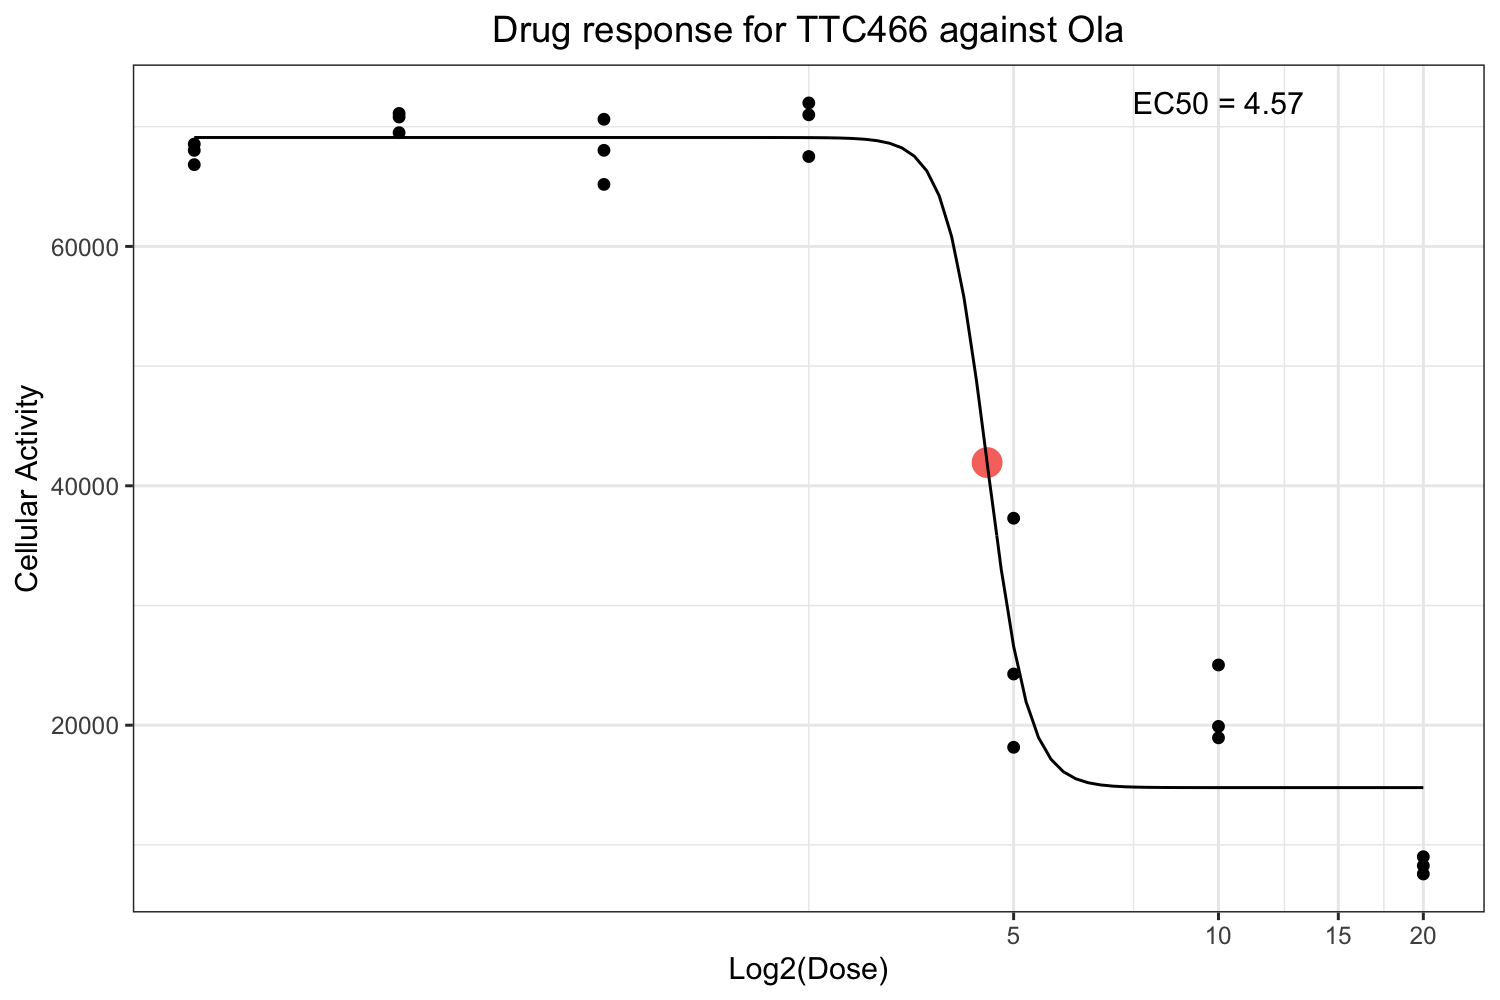 Drug response for TTC466 against Ola
EC50 = 4.57
60000
40000
20000
Cellular Activity
5 10 15 20
Log2(Dose)